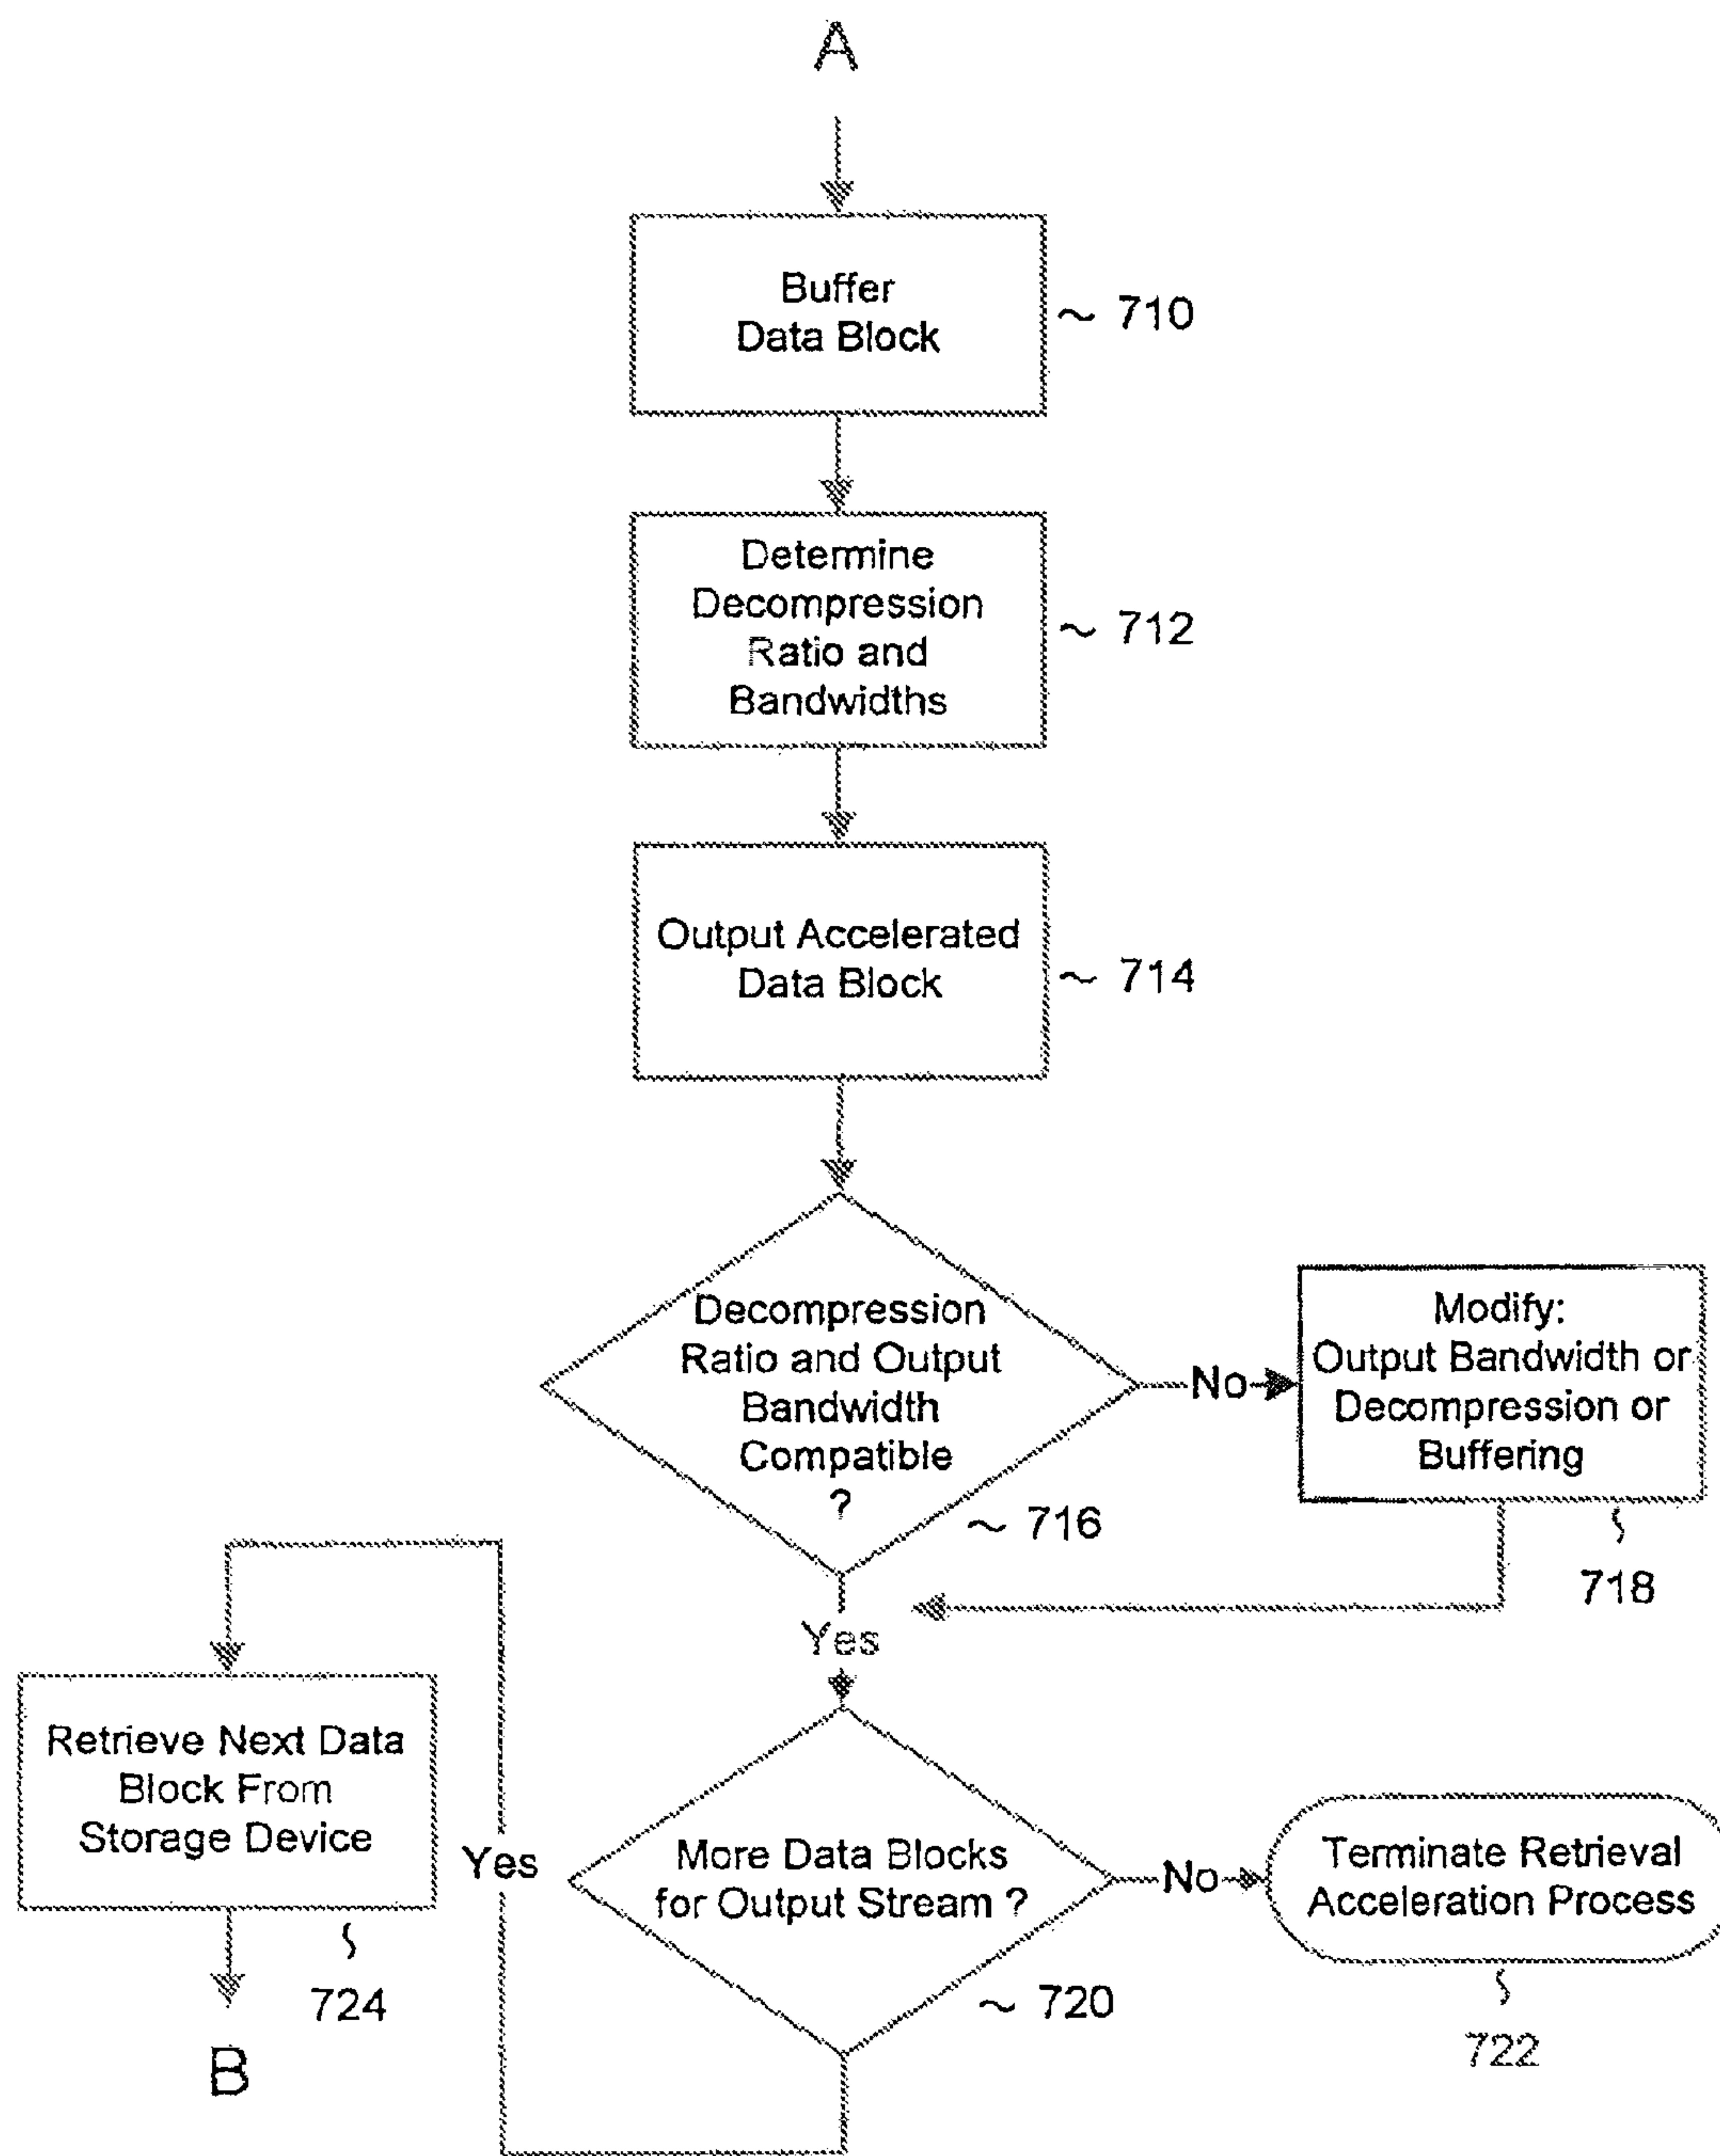 A
Buffer
Data Block
~ 710
Determine
Decompression
Ratio and
Bandwidths
~ 712
Output Accelerated
Data Block
~ 714
Decompression
Ratio and Output
Bandwidth
Compatible
?
~ 716
No
Modify:
Output Bandwidth or
Decompression or
Buffering
718
Yes
More Data Blocks
for Output Stream ?
~ 720
No
Terminate Retrieval
Acceleration Process
722
Yes
Retrieve Next Data
Block From
Storage Device
724
B